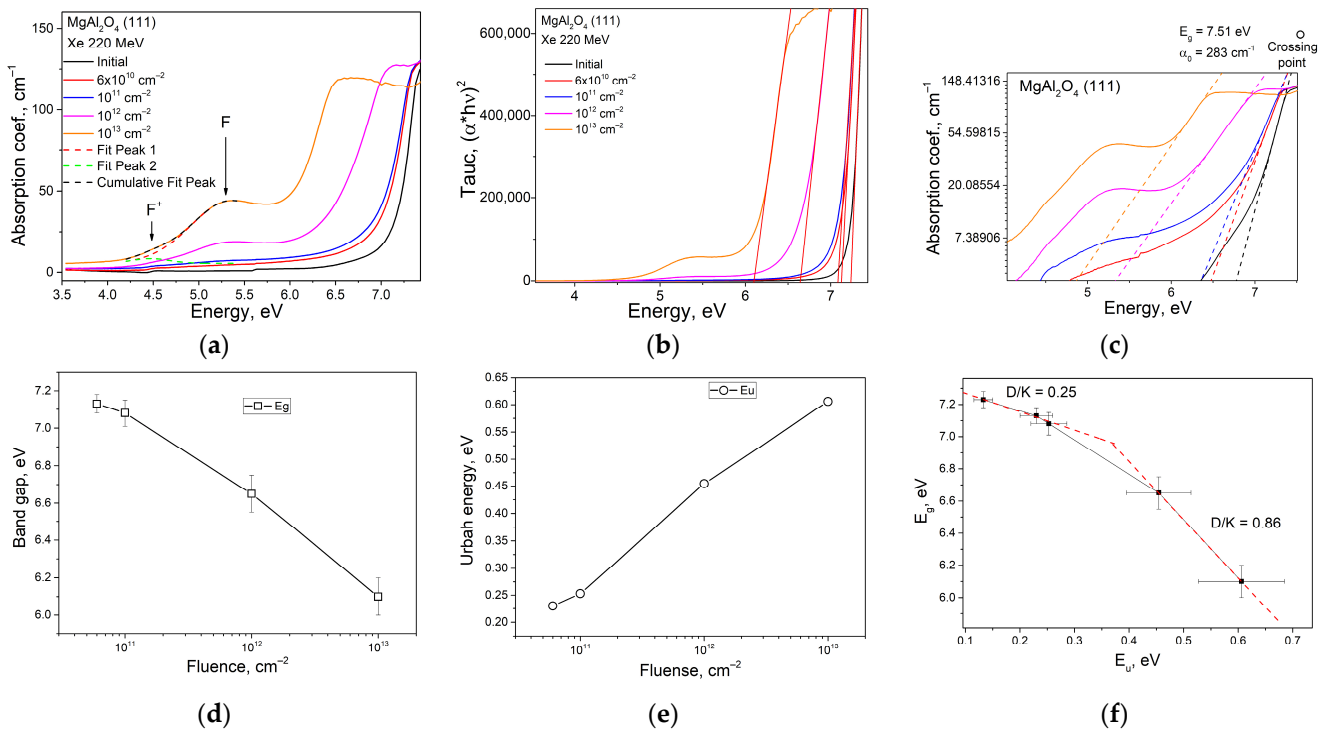 MgAl₂O₄ (111)
Xe 220 MeV
Initial
6x10¹⁰ cm⁻²
10¹¹ cm⁻²
10¹² cm⁻²
10¹³ cm⁻²
Fit Peak 1
Fit Peak 2
Cumulative Fit Peak
F
F⁺
150
100
50
0
Absorption coef., cm⁻¹
3.5 4.0 4.5 5.0 5.5 6.0 6.5 7.0
Energy, eV
(a)
MgAl₂O₄ (111)
Xe 220 MeV
Initial
6x10¹⁰ cm⁻²
10¹¹ cm⁻²
10¹² cm⁻²
10¹³ cm⁻²
600,000
400,000
200,000
0
Tauc, (α*hν)²
4 5 6 7
Energy, eV
(b)
E_g = 7.51 eV
α₀ = 283 cm⁻¹
Crossing
point
MgAl₂O₄ (111)
148.41316
54.59815
20.08554
7.38906
Absorption coef., cm⁻¹
5 6 7
Energy, eV
(c)
Eg
7.2
7.0
6.8
6.6
6.4
6.2
6.0
Band gap, eV
10¹¹ 10¹² 10¹³
Fluence, cm⁻²
(d)
Eu
0.65
0.60
0.55
0.50
0.45
0.40
0.35
0.30
0.25
0.20
Urbah energy, eV
10¹¹ 10¹² 10¹³
Fluense, cm⁻²
(e)
D/K = 0.25
D/K = 0.86
7.2
7.0
6.8
6.6
6.4
6.2
6.0
E_g, eV
0.1 0.2 0.3 0.4 0.5 0.6 0.7
E_u, eV
(f)